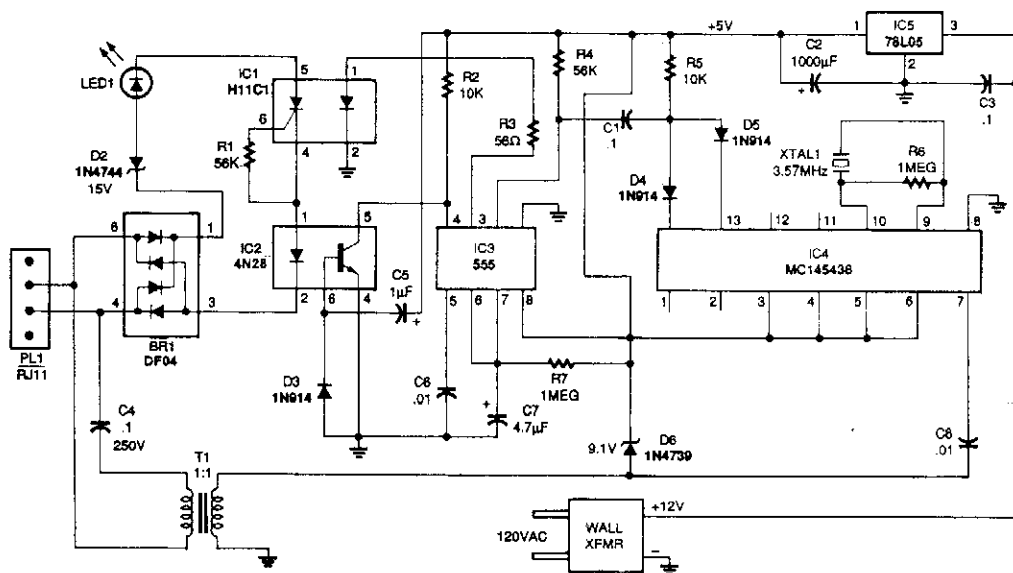 LED1
D2
1N4744
15V
6
1
4
3
BR1
DF04
PL1
RJ11
C4
.1
250V
T1
1:1
IC1
H11C1
5
6
4
1
2
R1
56K
IC2
4N28
1
5
2
6
4
D3
1N914
C5
1µF
+
R2
10K
R3
56Ω
4
3
IC3
555
5
6
7
8
C6
.01
+
C7
4.7µF
R7
1MEG
R4
56K
R5
10K
C1
.1
D4
1N914
D5
1N914
+5V
C2
1000µF
+
1
IC5
78L05
3
2
C3
.1
XTAL1
3.57MHz
R6
1MEG
13
12
11
10
9
8
IC4
MC145436
1
2
3
4
5
6
7
9.1V
D6
1N4739
C8
.01
120VAC
WALL
XFMR
+12V
−